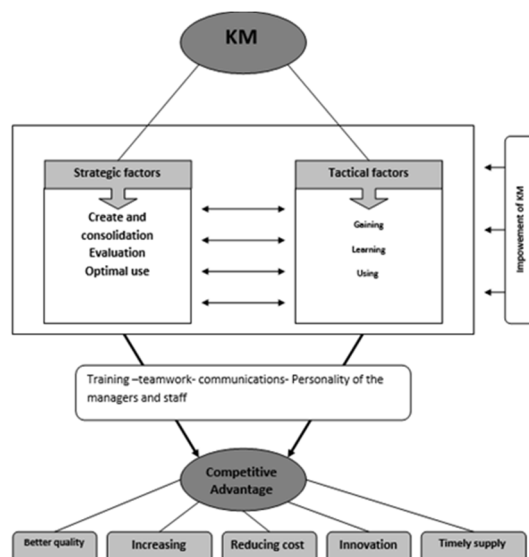 KM
Strategic factors
Tactical factors
Create and
consolidation
Evaluation
Optimal use
Gaining
Learning
Using
Impowement of KM
Training –teamwork- communications- Personality of the
managers and staff
Competitive
Advantage
Better quality
Increasing
Reducing cost
Innovation
Timely supply